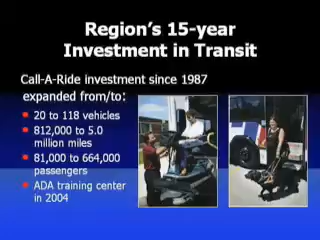 Region's 15-year
Investment in Transit
Call-A-Ride investment since 1987
expanded from/to:
20 to 118 vehicles
812,000 to 5.0
million miles
81,000 to 664,000
passengers
ADA training center
in 2004